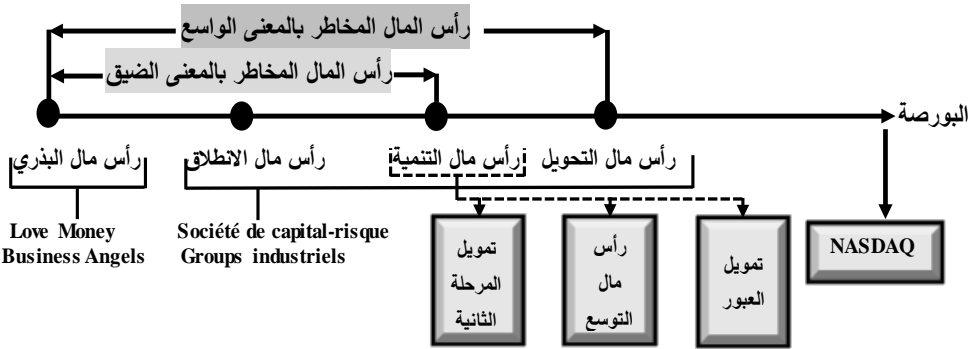 رأس المال المخاطر بالمعنى الواسع
رأس المال المخاطر بالمعنى الضيق
البورصة
رأس مال البذري
رأس مال الانطلاق
رأس مال التنمية
رأس مال التحويل
Love Money
Business Angels
Société de capital-risque
Groups industriels
تمويل
المرحلة
الثانية
رأس
مال
التوسع
تمويل
العبور
NASDAQ